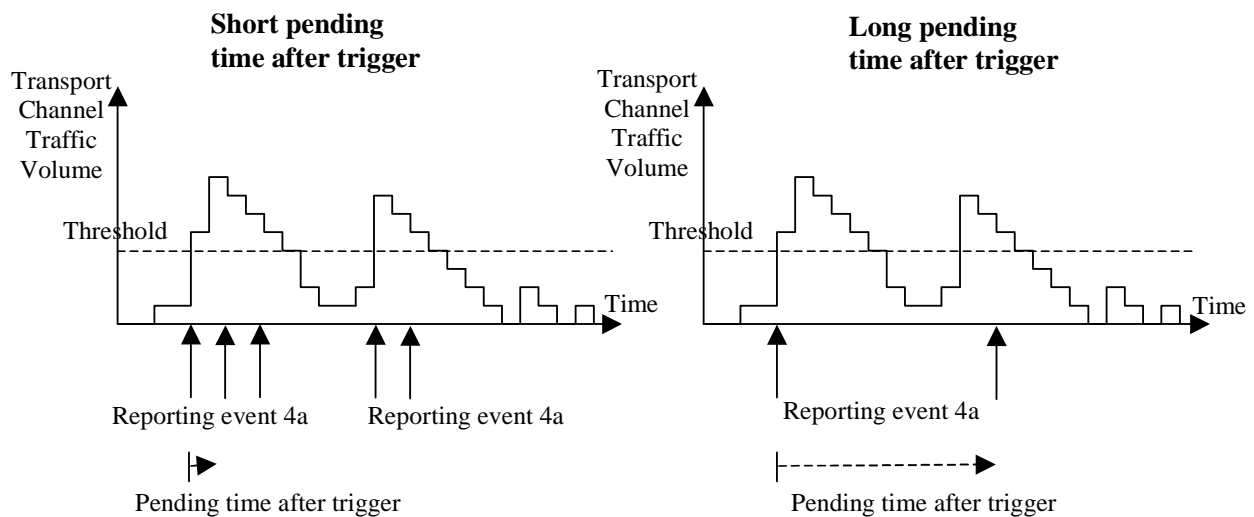 Short pending
time after trigger
Transport
Channel
Traffic
Volume
Threshold
Time
Reporting event 4a
Reporting event 4a
Pending time after trigger
Long pending
time after trigger
Transport
Channel
Traffic
Volume
Threshold
Time
Reporting event 4a
Pending time after trigger